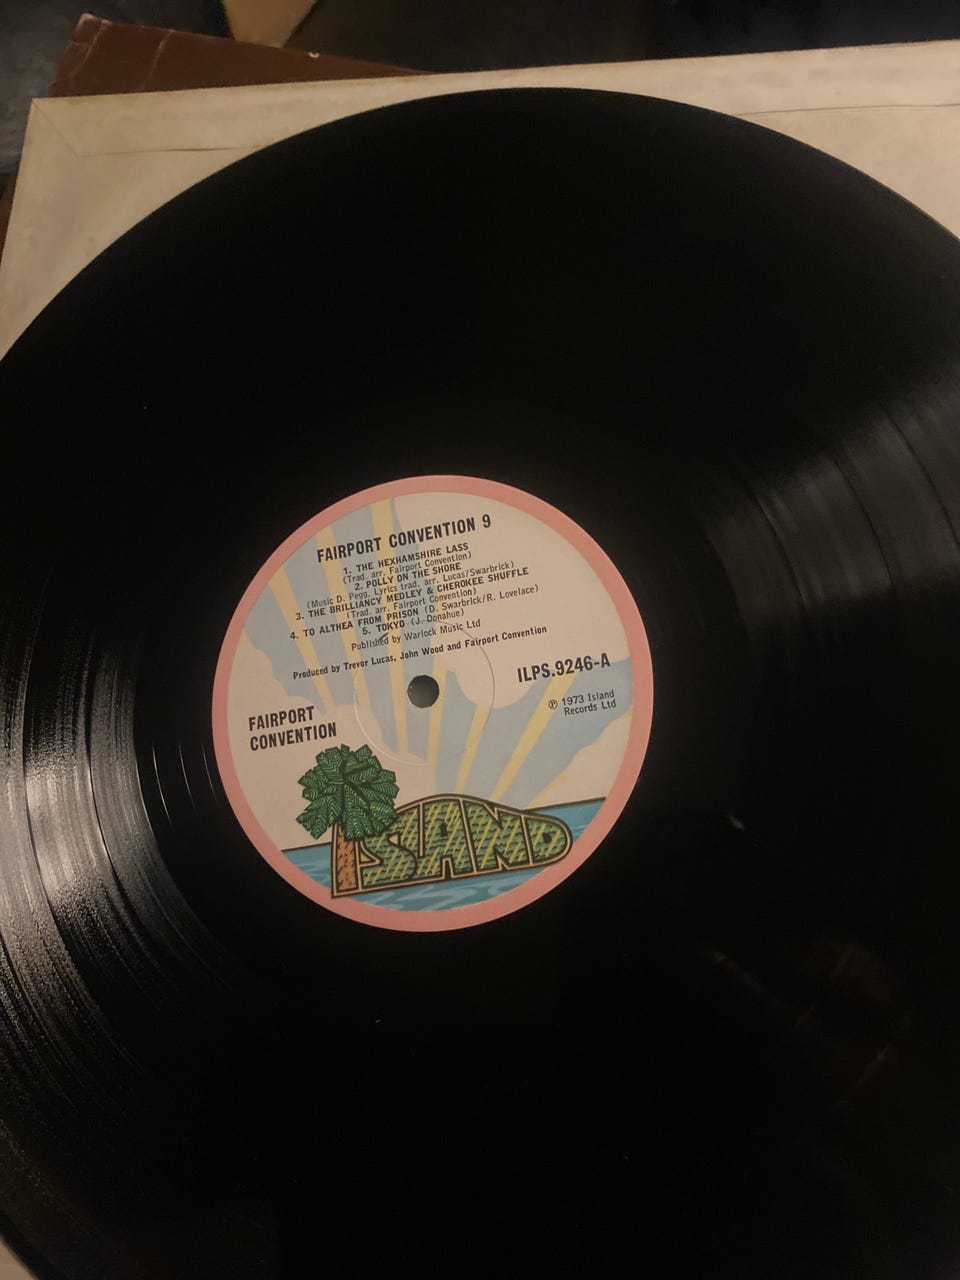 FAIRPORT CONVENTION 9
1. THE HEXHAMSHIRE LASS
(Trad. arr. Fairport Convention)
2. POLLY ON THE SHORE
(Music D. Pegg, Lyrics trad. arr. Lucas/Swarbrick)
3. THE BRILLIANCY MEDLEY & CHEROKEE SHUFFLE
(Trad. arr. Fairport Convention)
4. TO ALTHEA FROM PRISON (D. Swarbrick/R. Lovelace)
5. TOKYO (J. Donahue)
Published by Warlock Music Ltd
Produced by Trevor Lucas, John Wood and Fairport Convention
ILPS.9246-A
℗ 1973 Island
Records Ltd
FAIRPORT
CONVENTION
ISLAND